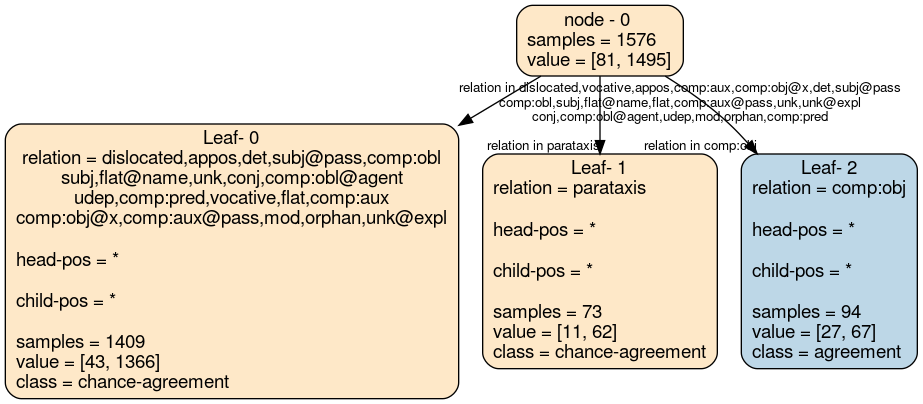 node - 0
samples = 1576
value = [81, 1495]
relation in dislocated,vocative,appos,comp:aux,comp:obj@x,det,subj@pass
comp:obl,subj,flat@name,flat,comp:aux@pass,unk,unk@expl
conj,comp:obl@agent,udep,mod,orphan,comp:pred
relation in parataxis
relation in comp:obj
Leaf- 0
relation = dislocated,appos,det,subj@pass,comp:obl
subj,flat@name,unk,conj,comp:obl@agent
udep,comp:pred,vocative,flat,comp:aux
comp:obj@x,comp:aux@pass,mod,orphan,unk@expl
head-pos = *
child-pos = *
samples = 1409
value = [43, 1366]
class = chance-agreement
Leaf- 1
relation = parataxis
head-pos = *
child-pos = *
samples = 73
value = [11, 62]
class = chance-agreement
Leaf- 2
relation = comp:obj
head-pos = *
child-pos = *
samples = 94
value = [27, 67]
class = agreement